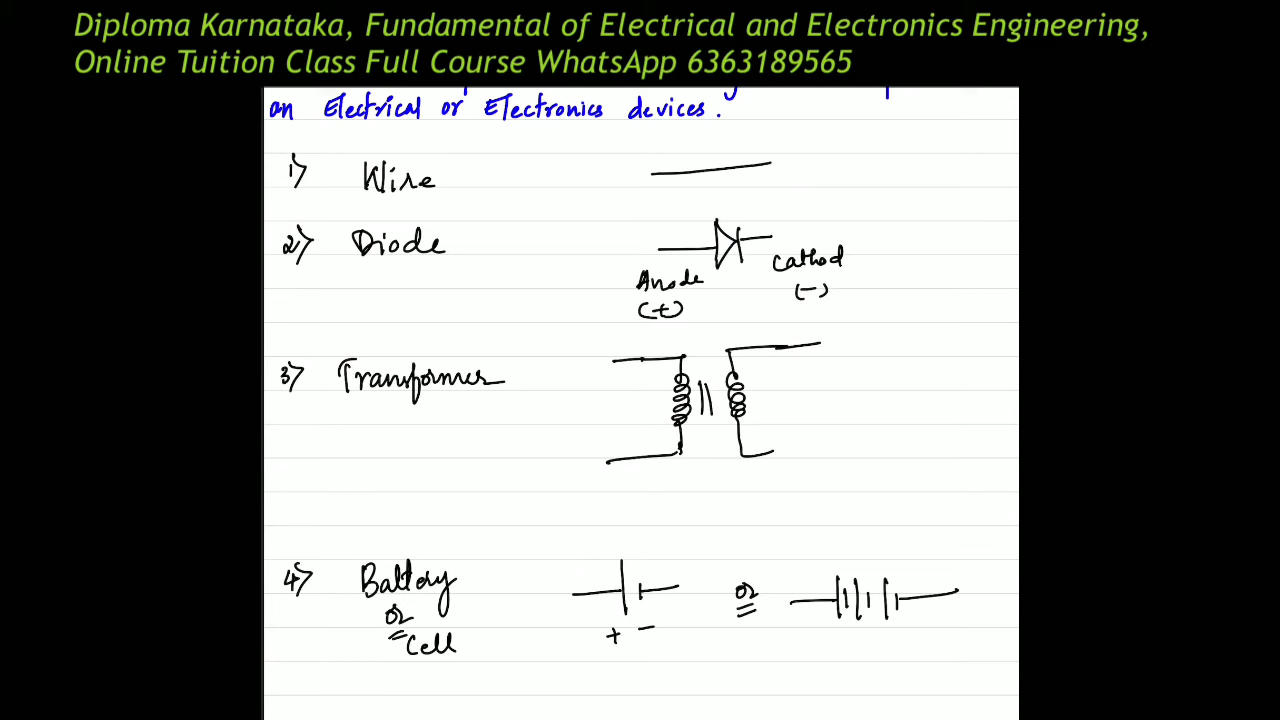 Diploma Karnataka, Fundamental of Electrical and Electronics Engineering,
Online Tuition Class Full Course WhatsApp 6363189565
an Electrical or Electronics devices.
1) Wire
2) Diode
Anode Cathod
(+) (-)
3) Transformer
4) Battery or
or
Cell
+ -